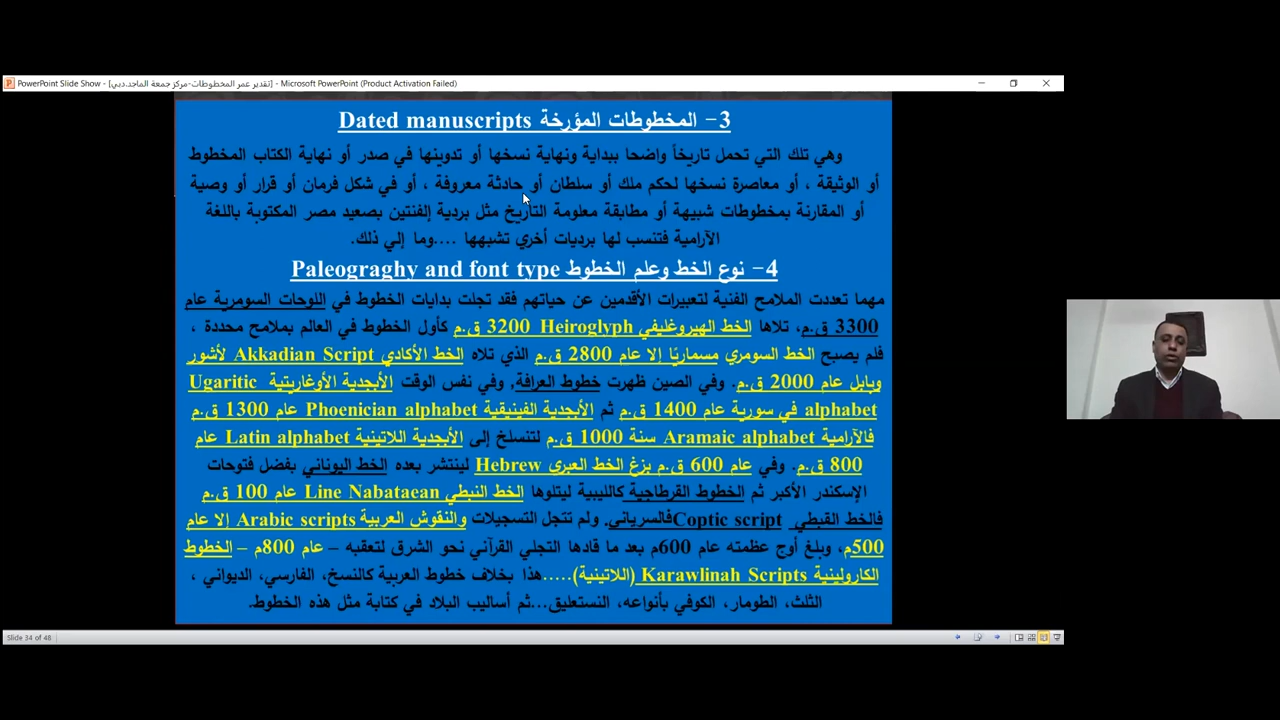 PowerPoint Slide Show - [تقدير عمر المخطوطات-مركز جمعة الماجد.دبي] - Microsoft PowerPoint (Product Activation Failed)
3- المخطوطات المؤرخة Dated manuscripts
وهي تلك التي تحمل تاريخاً واضحا ببداية ونهاية نسخها أو تدوينها في صدر أو نهاية الكتاب المخطوط
أو الوثيقة ، أو معاصرة نسخها لحكم ملك أو سلطان أو حادثة معروفة ، أو في شكل فرمان أو قرار أو وصية
أو المقارنة بمخطوطات شبيهة أو مطابقة معلومة التأريخ مثل بردية إلفنتين بصعيد مصر المكتوبة باللغة
الآرامية فتنسب لها برديات أخري تشبهها ....وما إلي ذلك.
4- نوع الخط وعلم الخطوط Paleograghy and font type
مهما تعددت الملامح الفنية لتعبيرات الأقدمين عن حياتهم فقد تجلت بدايات الخطوط في اللوحات السومرية عام
3300 ق.م، تلاها الخط الهيروغليفي Heiroglyph 3200 ق.م كأول الخطوط في العالم بملامح محددة ،
فلم يصبح الخط السومري مسماريًا إلا عام 2800 ق.م الذي تلاه الخط الأكادي Akkadian Script لأشور
وبابل عام 2000 ق.م. وفي الصين ظهرت خطوط العرافة, وفي نفس الوقت الأبجدية الأوغاريتية Ugaritic
alphabet في سورية عام 1400 ق.م ثم الأبجدية الفينيقية Phoenician alphabet عام 1300 ق.م
فالآرامية Aramaic alphabet سنة 1000 ق.م لتنسلخ إلى الأبجدية اللاتينية Latin alphabet عام
800 ق.م. وفي عام 600 ق.م بزغ الخط العبري Hebrew لينتشر بعده الخط اليوناني بفضل فتوحات
الإسكندر الأكبر ثم الخطوط القرطاجية كالليبية ليتلوها الخط النبطي Line Nabataean عام 100 ق.م
فالخط القبطي Coptic script فالسرياني. ولم تتجل التسجيلات والنقوش العربية Arabic scripts إلا عام
500م، وبلغ أوج عظمته عام 600م بعد ما قادها التجلي القرآني نحو الشرق لتعقبه – عام 800م – الخطوط
الكارولينية Karawlinah Scripts (اللاتينية).....هذا بخلاف خطوط العربية كالنسخ، الفارسي، الديواني ،
الثلث، الطومار، الكوفي بأنواعه، النستعليق...ثم أساليب البلاد في كتابة مثل هذه الخطوط.
Slide 34 of 48